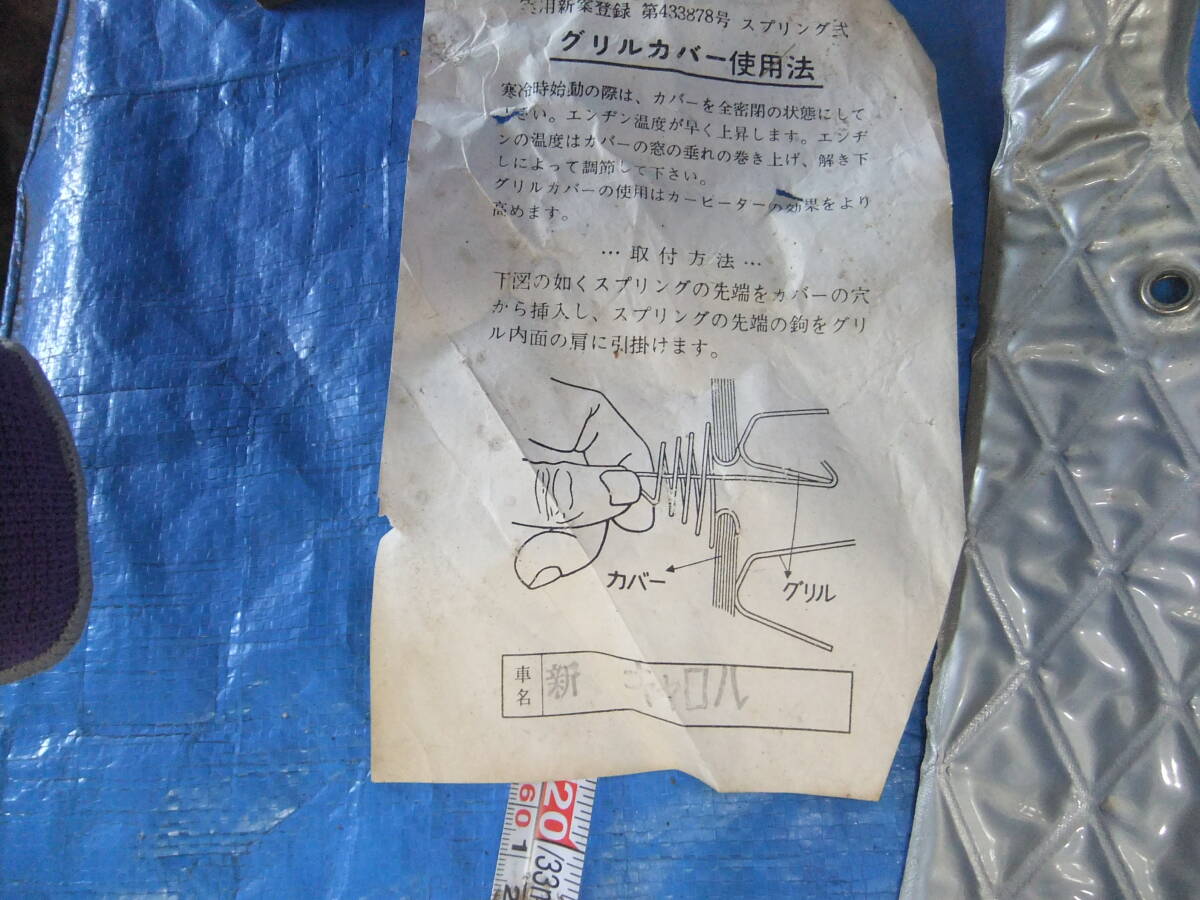 実用新案登録 第433878号 スプリング式
グリルカバー使用法
寒冷時始動の際は、カバーを全密閉の状態にして
下さい。エンヂン温度が早く上昇します。エンヂ
ンの温度はカバーの窓の垂れの巻き上げ、解き下
しによって調節して下さい。
グリルカバーの使用はカーヒーターの効果をより
高めます。
…取付方法…
下図の如くスプリングの先端をカバーの穴
から挿入し、スプリングの先端の鉤をグリ
ル内面の肩に引掛けます。
カバー
グリル
車名
新 キャロル
20
60 1
33
2